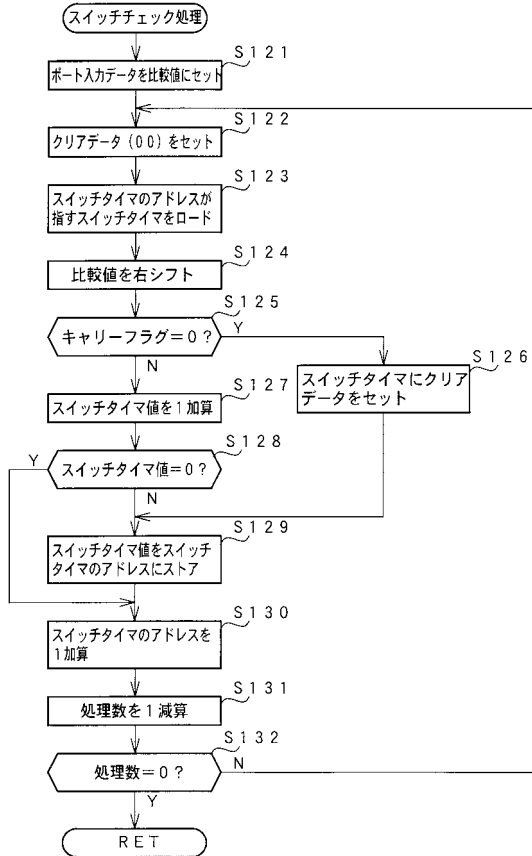 スイッチチェック処理
S121
ポート入力データを比較値にセット
S122
クリアデータ(00)をセット
S123
スイッチタイマのアドレスが
指すスイッチタイマをロード
S124
比較値を右シフト
S125
キャリーフラグ=0?
Y
N
S126
スイッチタイマにクリア
データをセット
S127
スイッチタイマ値を1加算
S128
Y
スイッチタイマ値=0?
N
S129
スイッチタイマ値をスイッチ
タイマのアドレスにストア
S130
スイッチタイマのアドレスを
1加算
S131
処理数を1減算
S132
処理数=0?
N
Y
RET